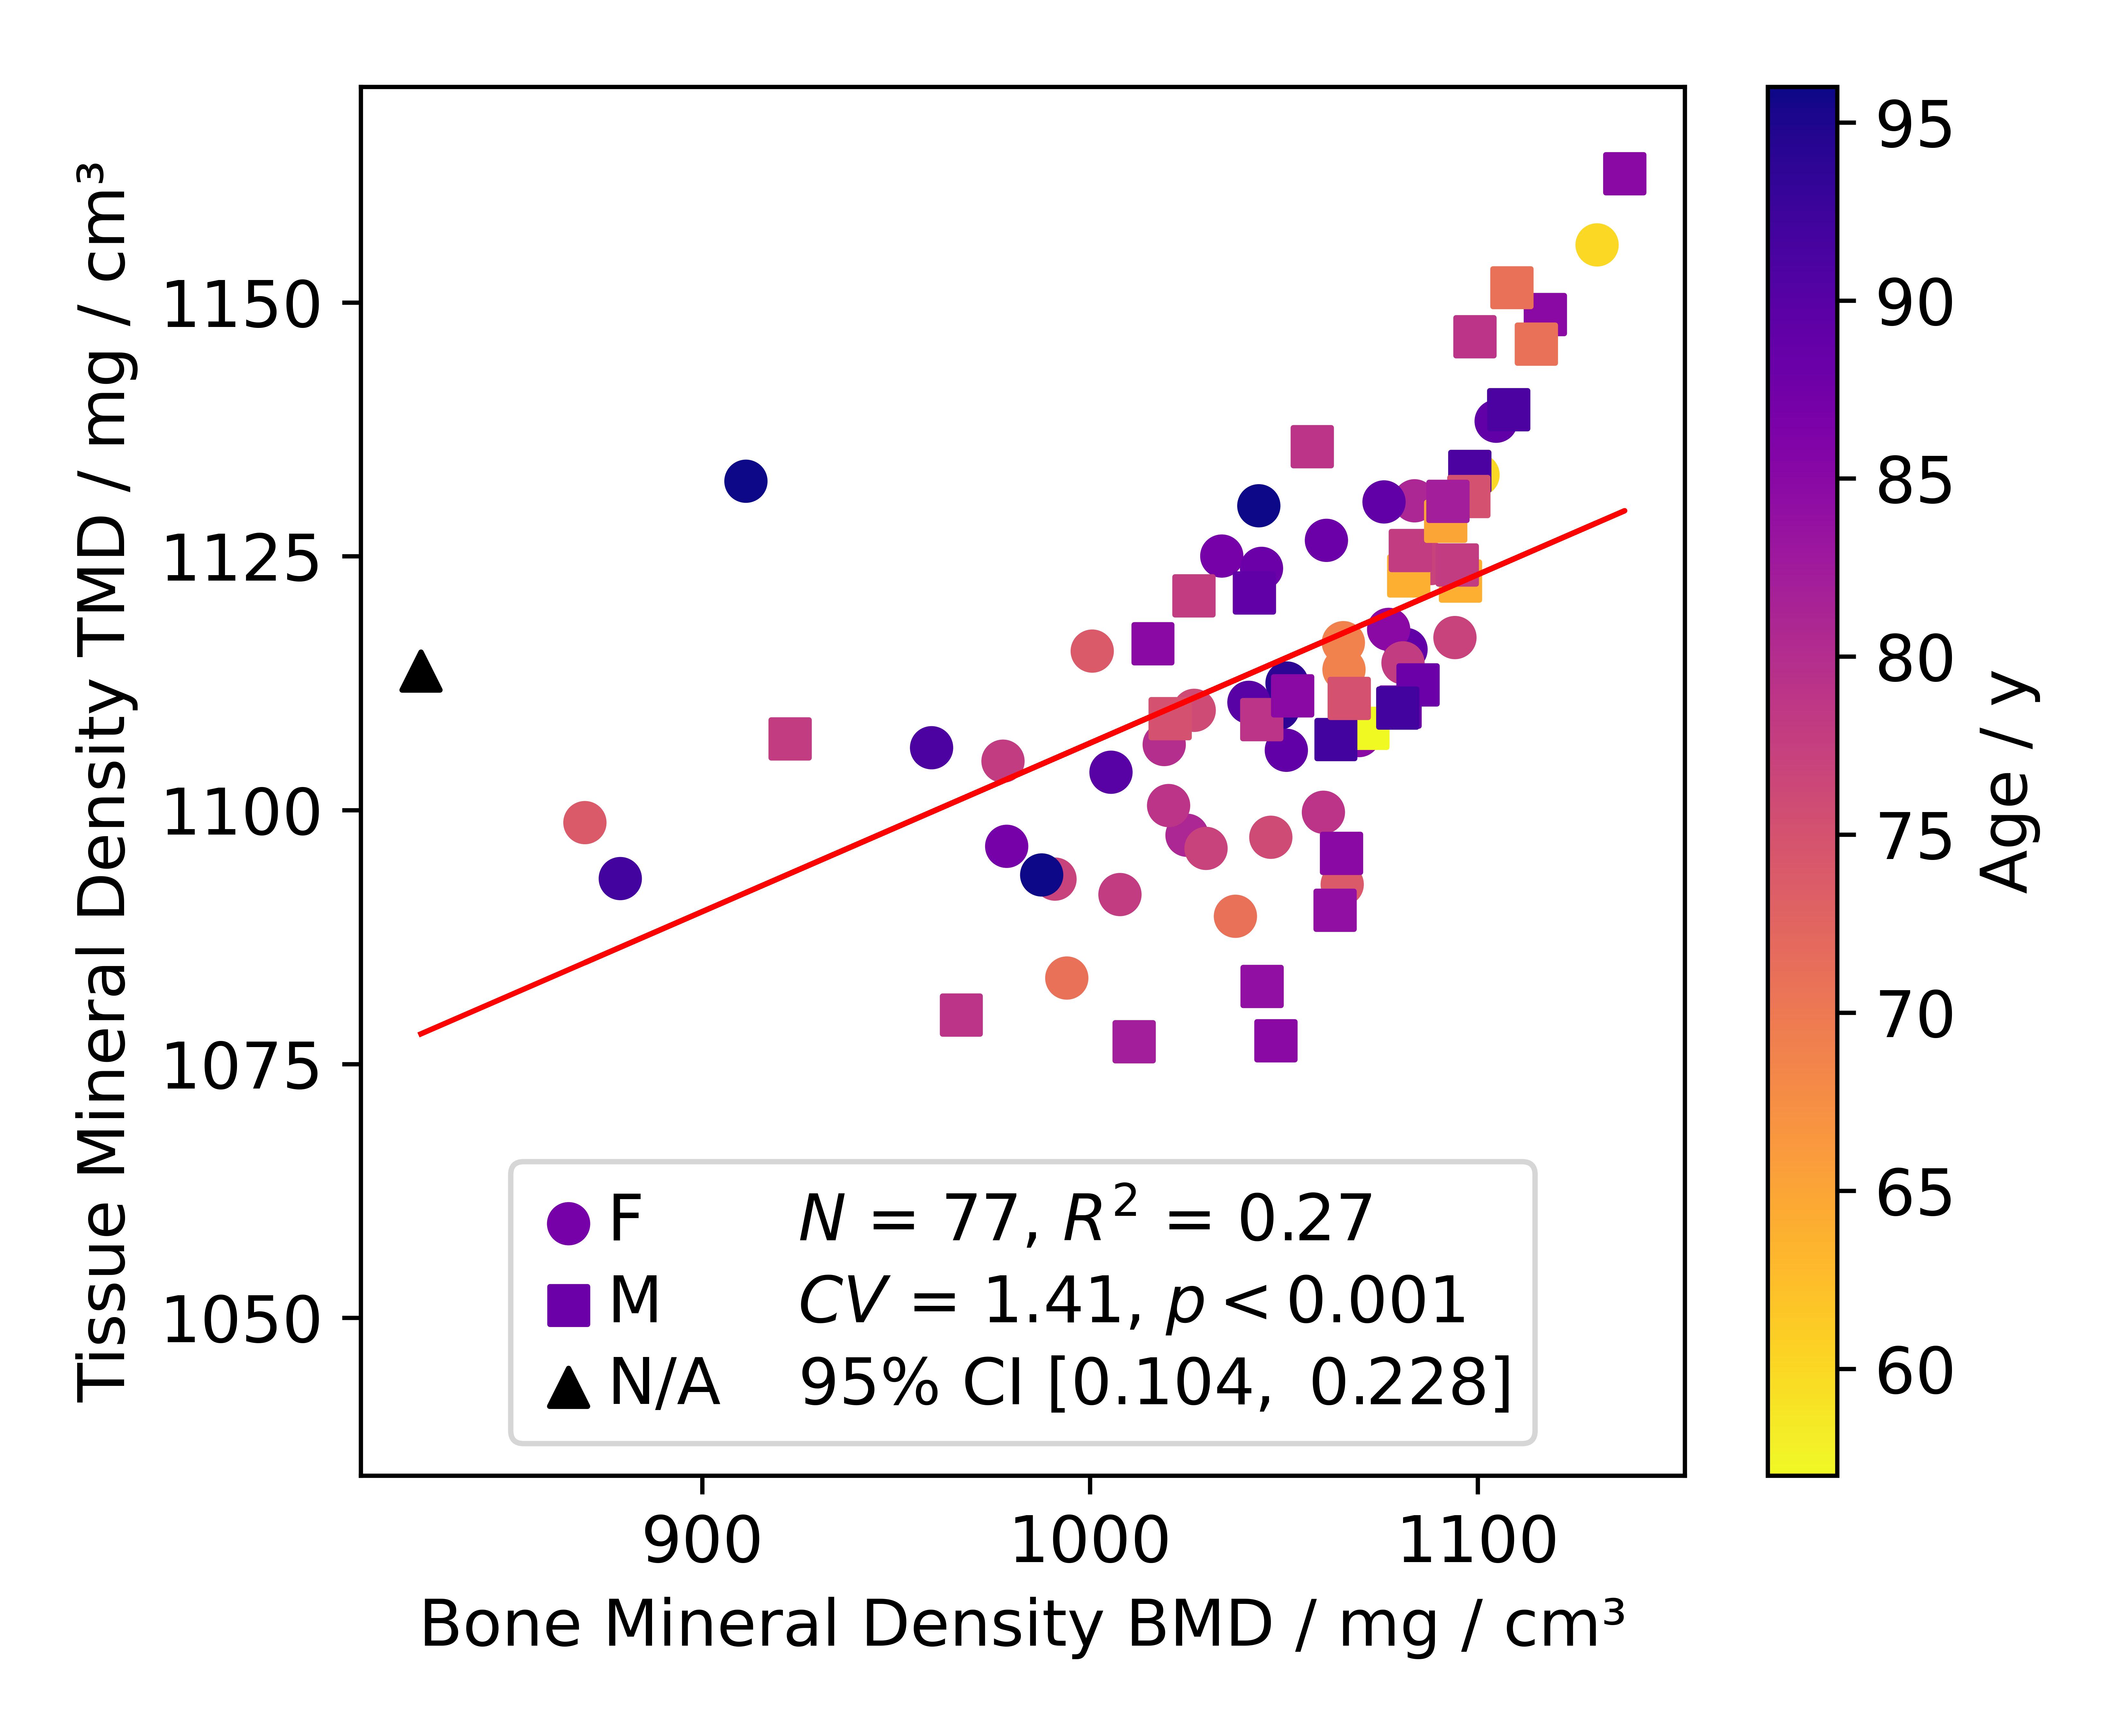 Tissue Mineral Density TMD / mg / cm³
1150
1125
1100
1075
1050
F N = 77, R² = 0.27
M CV = 1.41, p < 0.001
N/A 95% CI [0.104, 0.228]
900 1000 1100
Bone Mineral Density BMD / mg / cm³
95
90
85
80
75
70
65
60
Age / y